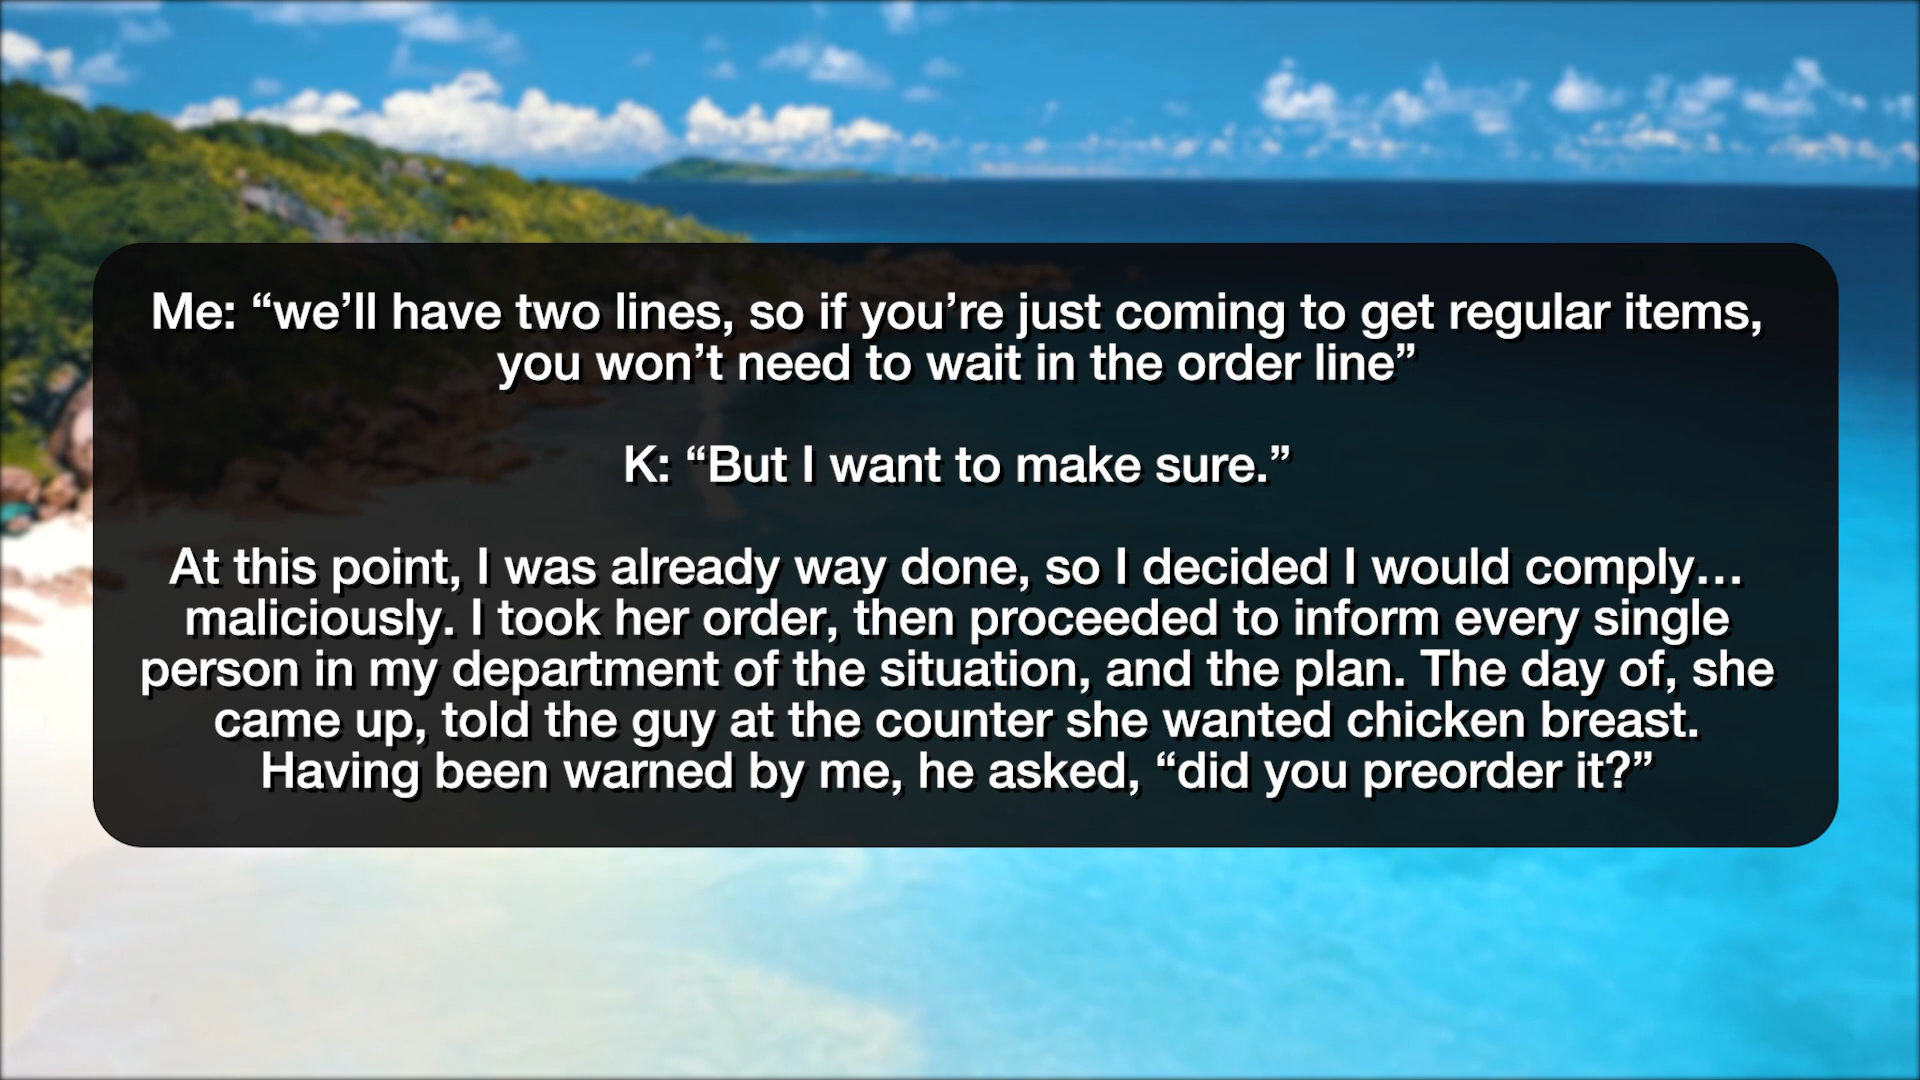 Me: “we’ll have two lines, so if you’re just coming to get regular items,
you won’t need to wait in the order line”
K: “But I want to make sure.”
At this point, I was already way done, so I decided I would comply…
maliciously. I took her order, then proceeded to inform every single
person in my department of the situation, and the plan. The day of, she
came up, told the guy at the counter she wanted chicken breast.
Having been warned by me, he asked, “did you preorder it?”